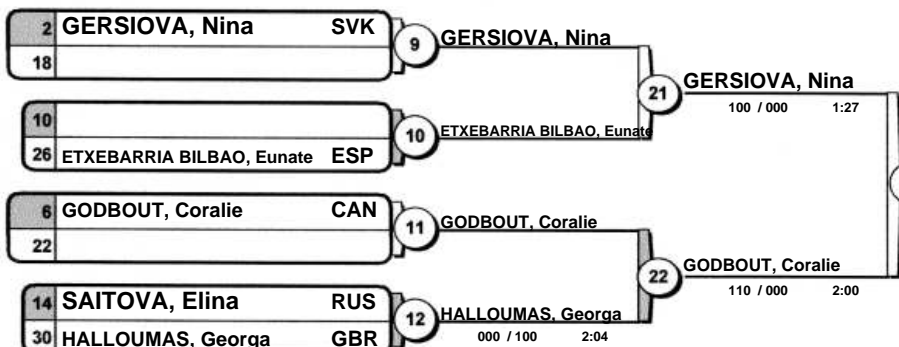 2 GERSIOVA, Nina SVK
18
9 GERSIOVA, Nina
10
26 ETXEBARRIA BILBAO, Eunate ESP
10 ETXEBARRIA BILBAO, Eunate
21 GERSIOVA, Nina
100 / 000 1:27
6 GODBOUT, Coralie CAN
22
11 GODBOUT, Coralie
14 SAITOVA, Elina RUS
30 HALLOUMAS, Georga GBR
12 HALLOUMAS, Georga
000 / 100 2:04
22 GODBOUT, Coralie
110 / 000 2:00